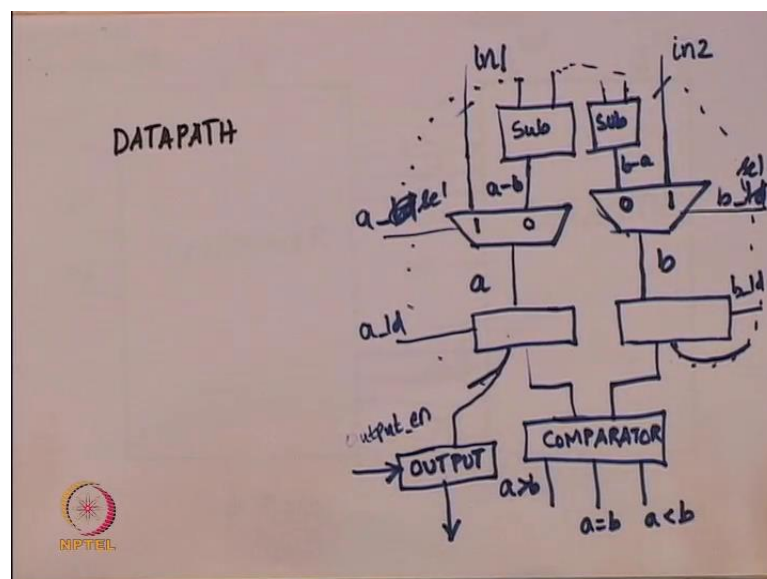 in1
in2
DATAPATH
Sub
Sub
a-b
b-a
sel
a_sel
1 0
0 1
b_
a
b
a_ld
b_ld
output_en
OUTPUT
COMPARATOR
a>b
a=b
a<b
NPTEL